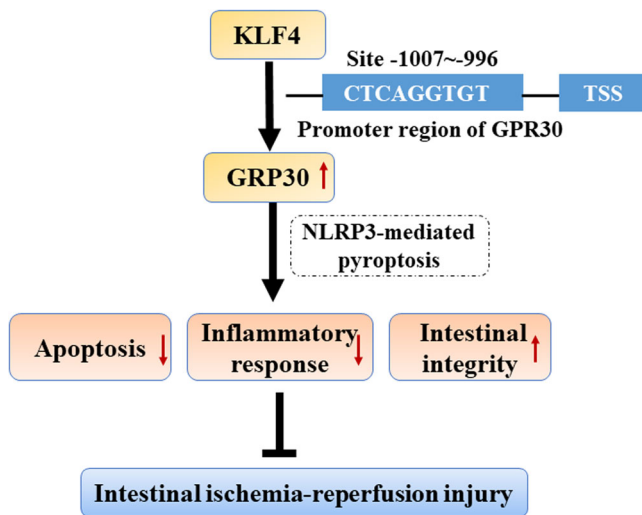 KLF4
Site -1007~-996
CTCAGGTGT
TSS
Promoter region of GPR30
GRP30
NLRP3-mediated
pyroptosis
Apoptosis
Inflammatory
response
Intestinal
integrity
Intestinal ischemia-reperfusion injury